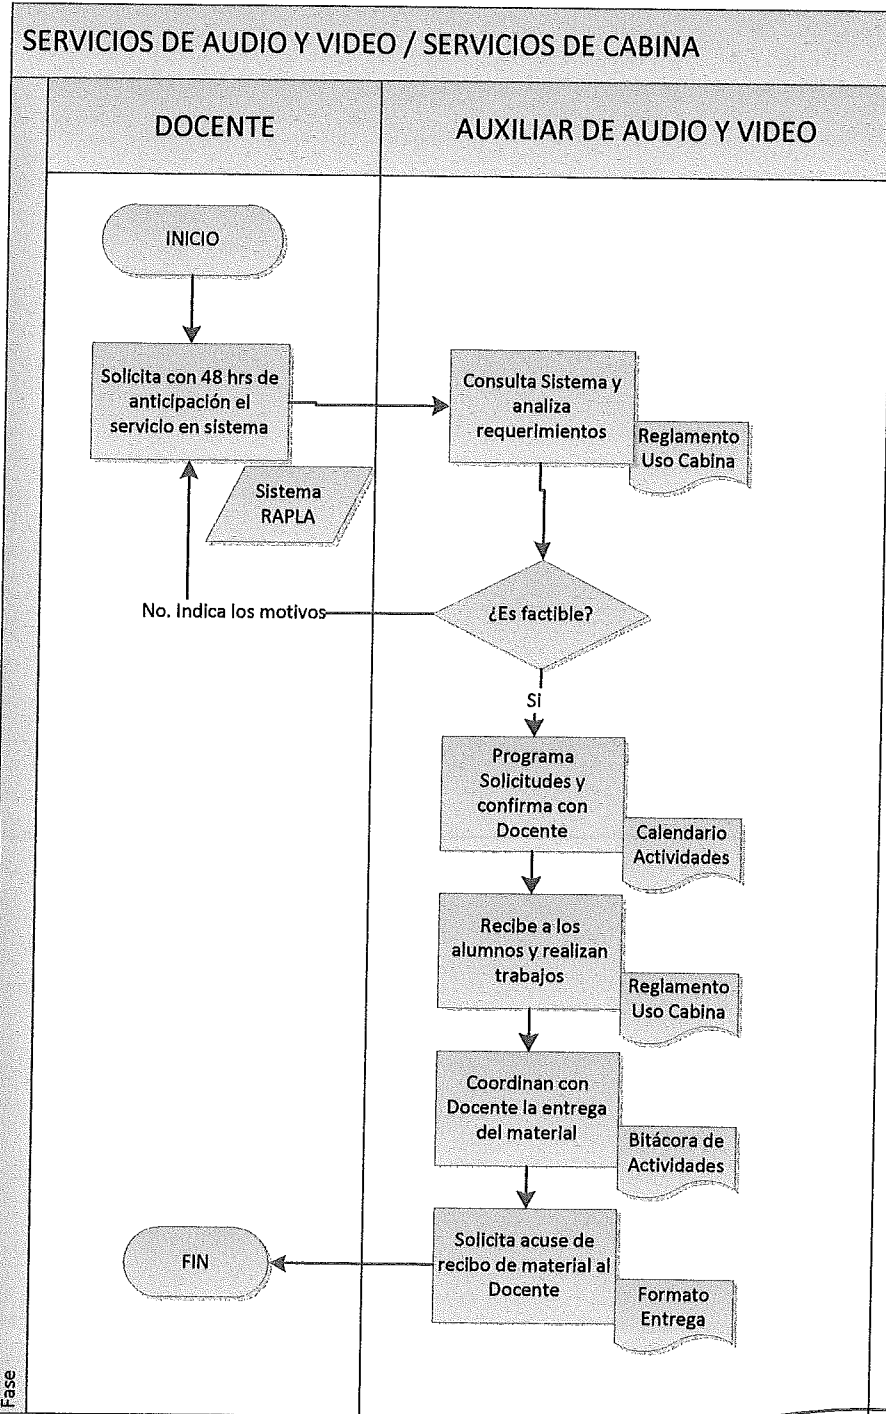 SERVICIOS DE AUDIO Y VIDEO / SERVICIOS DE CABINA
DOCENTE
AUXILIAR DE AUDIO Y VIDEO
INICIO
Solicita con 48 hrs de
anticipación el
servicio en sistema
Sistema
RAPLA
Consulta Sistema y
analiza
requerimientos
Reglamento
Uso Cabina
¿Es factible?
No. Indica los motivos
Si
Programa
Solicitudes y
confirma con
Docente
Calendario
Actividades
Recibe a los
alumnos y realizan
trabajos
Reglamento
Uso Cabina
Coordinan con
Docente la entrega
del material
Bitácora de
Actividades
Solicita acuse de
recibo de material al
Docente
Formato
Entrega
FIN
Fase